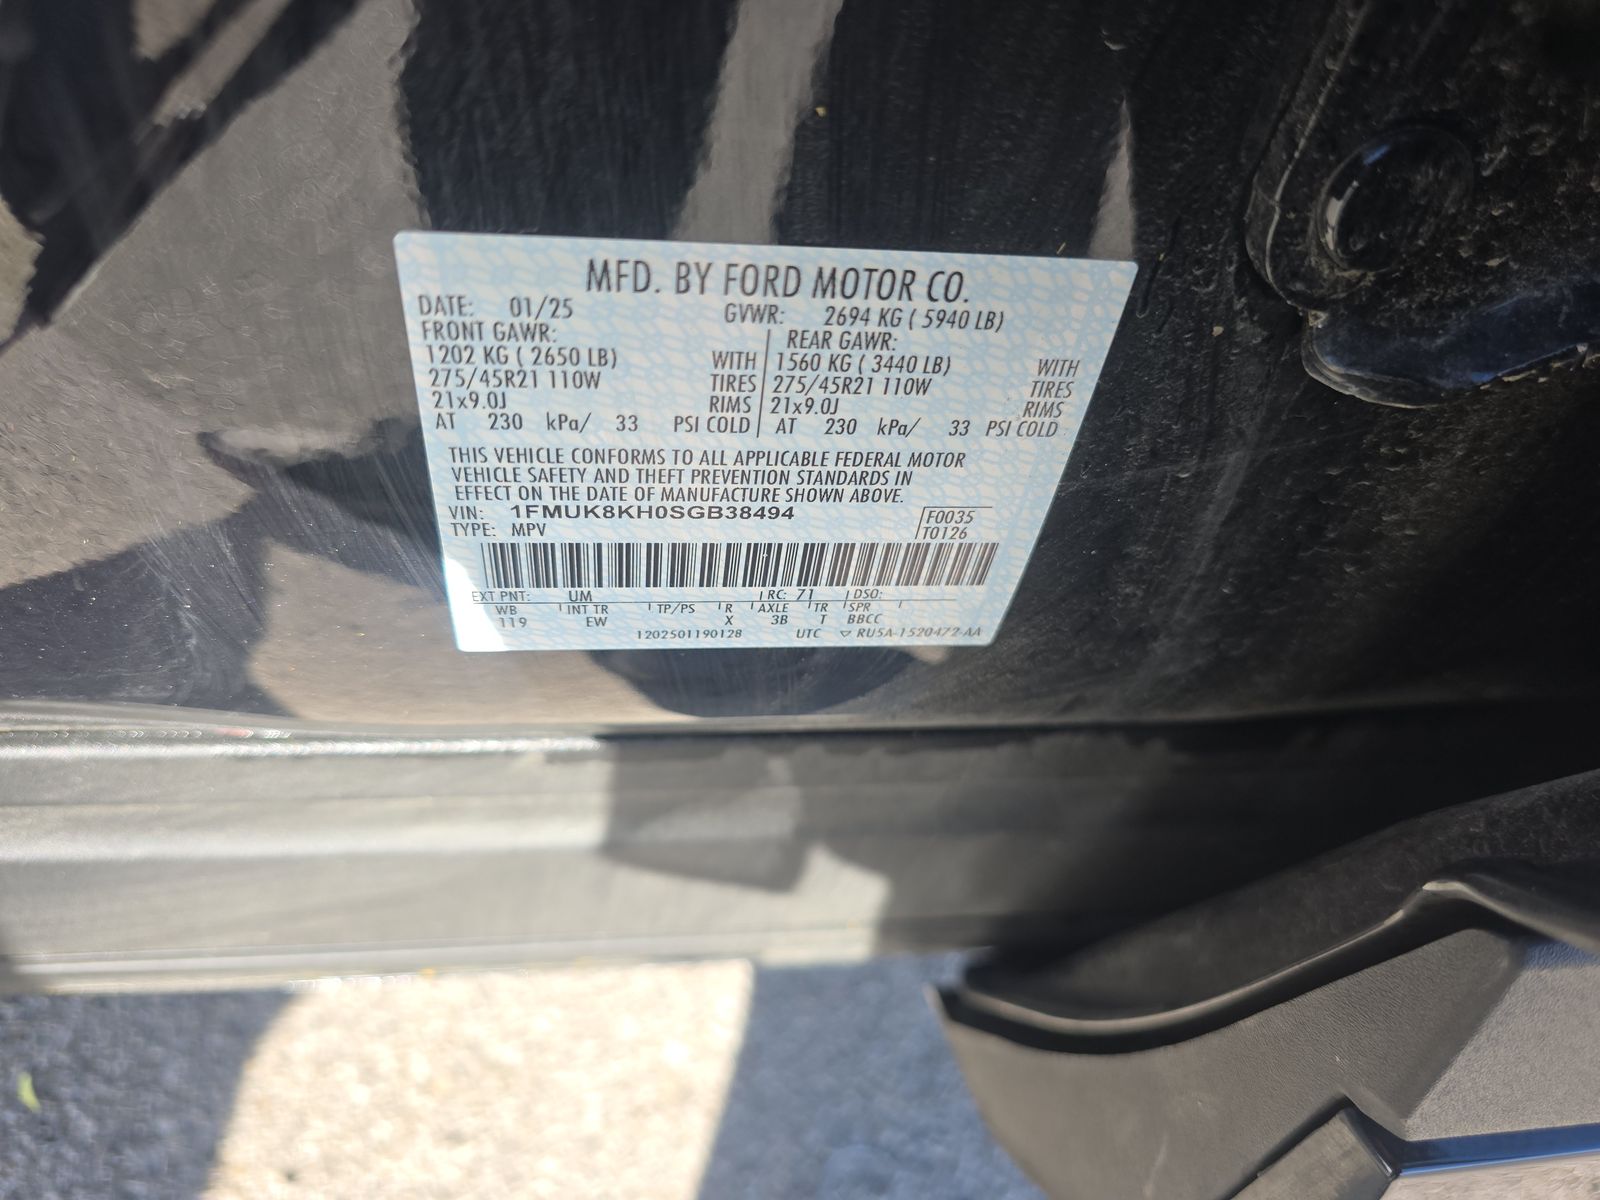 MFD. BY FORD MOTOR CO.
DATE: 01/25 GVWR: 2694 KG ( 5940 LB)
FRONT GAWR: REAR GAWR:
1202 KG ( 2650 LB) WITH 1560 KG ( 3440 LB) WITH
275/45R21 110W TIRES 275/45R21 110W TIRES
21x9.0J RIMS 21x9.0J RIMS
AT 230 kPa/ 33 PSI COLD AT 230 kPa/ 33 PSI COLD
THIS VEHICLE CONFORMS TO ALL APPLICABLE FEDERAL MOTOR
VEHICLE SAFETY AND THEFT PREVENTION STANDARDS IN
EFFECT ON THE DATE OF MANUFACTURE SHOWN ABOVE.
VIN: 1FMUK8KH0SGB38494 F0035
TYPE: MPV T0126
EXT PNT: UM RC: 71 DSO:
WB INT TR TP/PS R AXLE TR SPR
119 EW X 3B T BBCC
1202501190128 UTC ▽ RU5A-1520472-AA